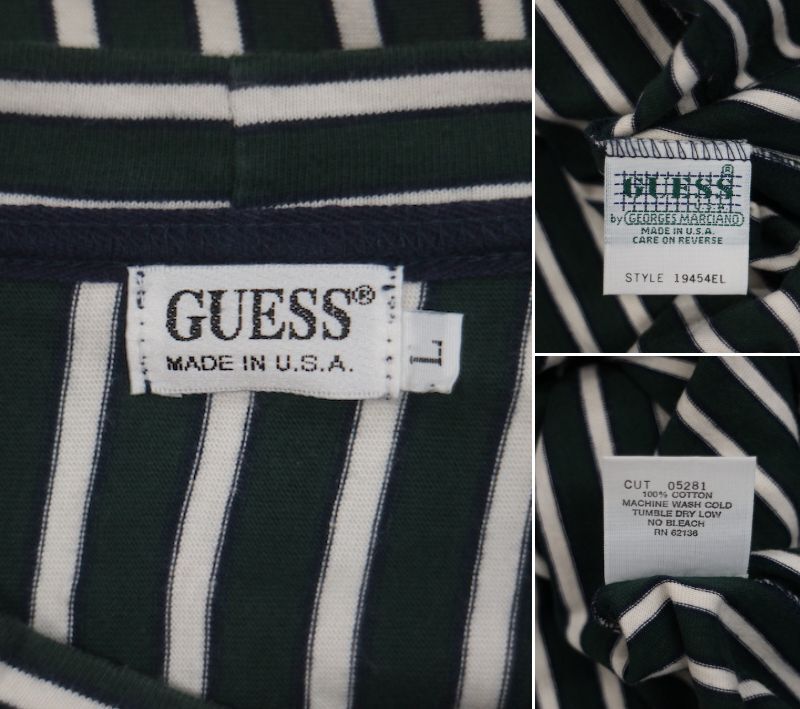 GUESS®
MADE IN U.S.A.
L
GUESS®
U.S.A.
by GEORGES MARCIANO
MADE IN U.S.A.
CARE ON REVERSE
STYLE 19454EL
CUT 05281
100% COTTON
MACHINE WASH COLD
TUMBLE DRY LOW
NO BLEACH
RN 62136